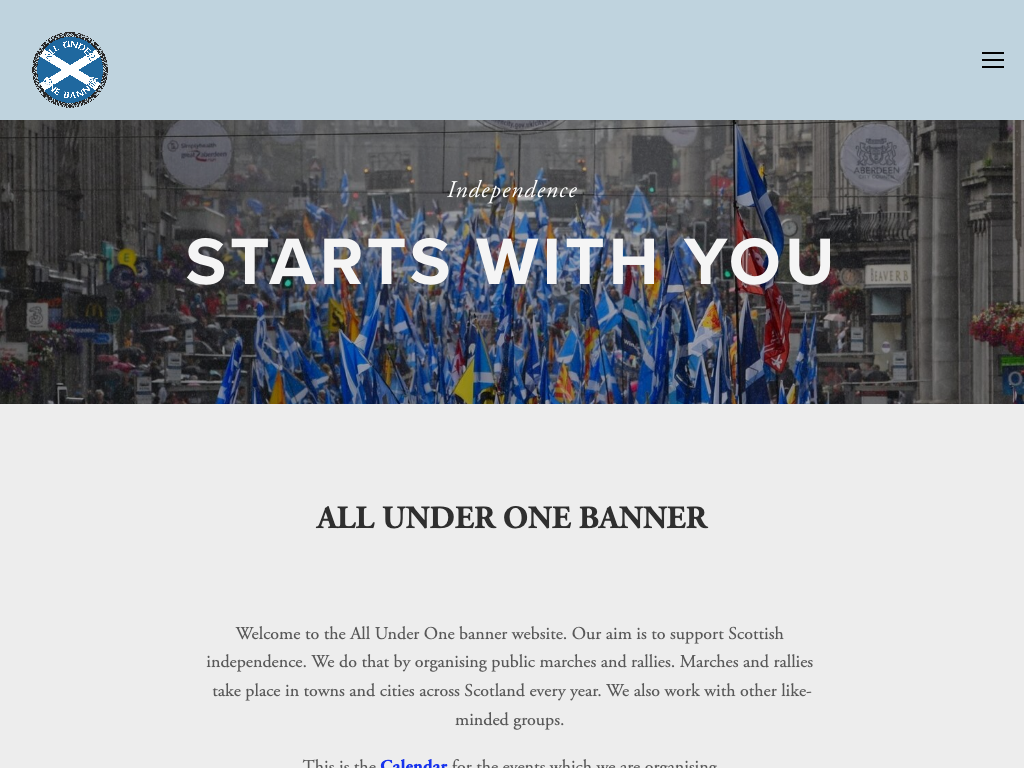 ALL UNDER
ONE BANNER
Independence
STARTS WITH YOU
ABERDEEN
CITY COUNCIL
BEAVERB
ALL UNDER ONE BANNER
Welcome to the All Under One banner website. Our aim is to support Scottish
independence. We do that by organising public marches and rallies. Marches and rallies
take place in towns and cities across Scotland every year. We also work with other like-
minded groups.
This is the Calendar for the events which we are organising